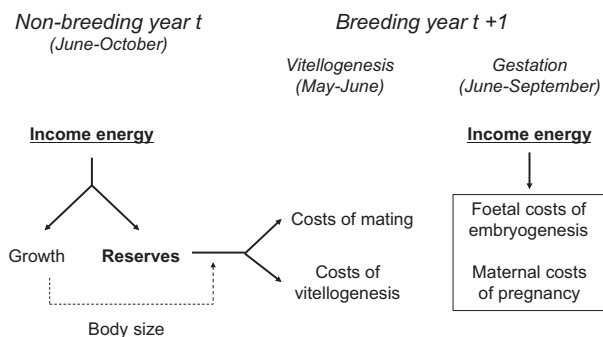 Non-breeding year t
(June-October)
Breeding year t +1
Vitellogenesis
(May-June)
Gestation
(June-September)
Income energy
Income energy
Growth
Reserves
Costs of mating
Costs of
vitellogenesis
Foetal costs of
embryogenesis
Maternal costs
of pregnancy
Body size